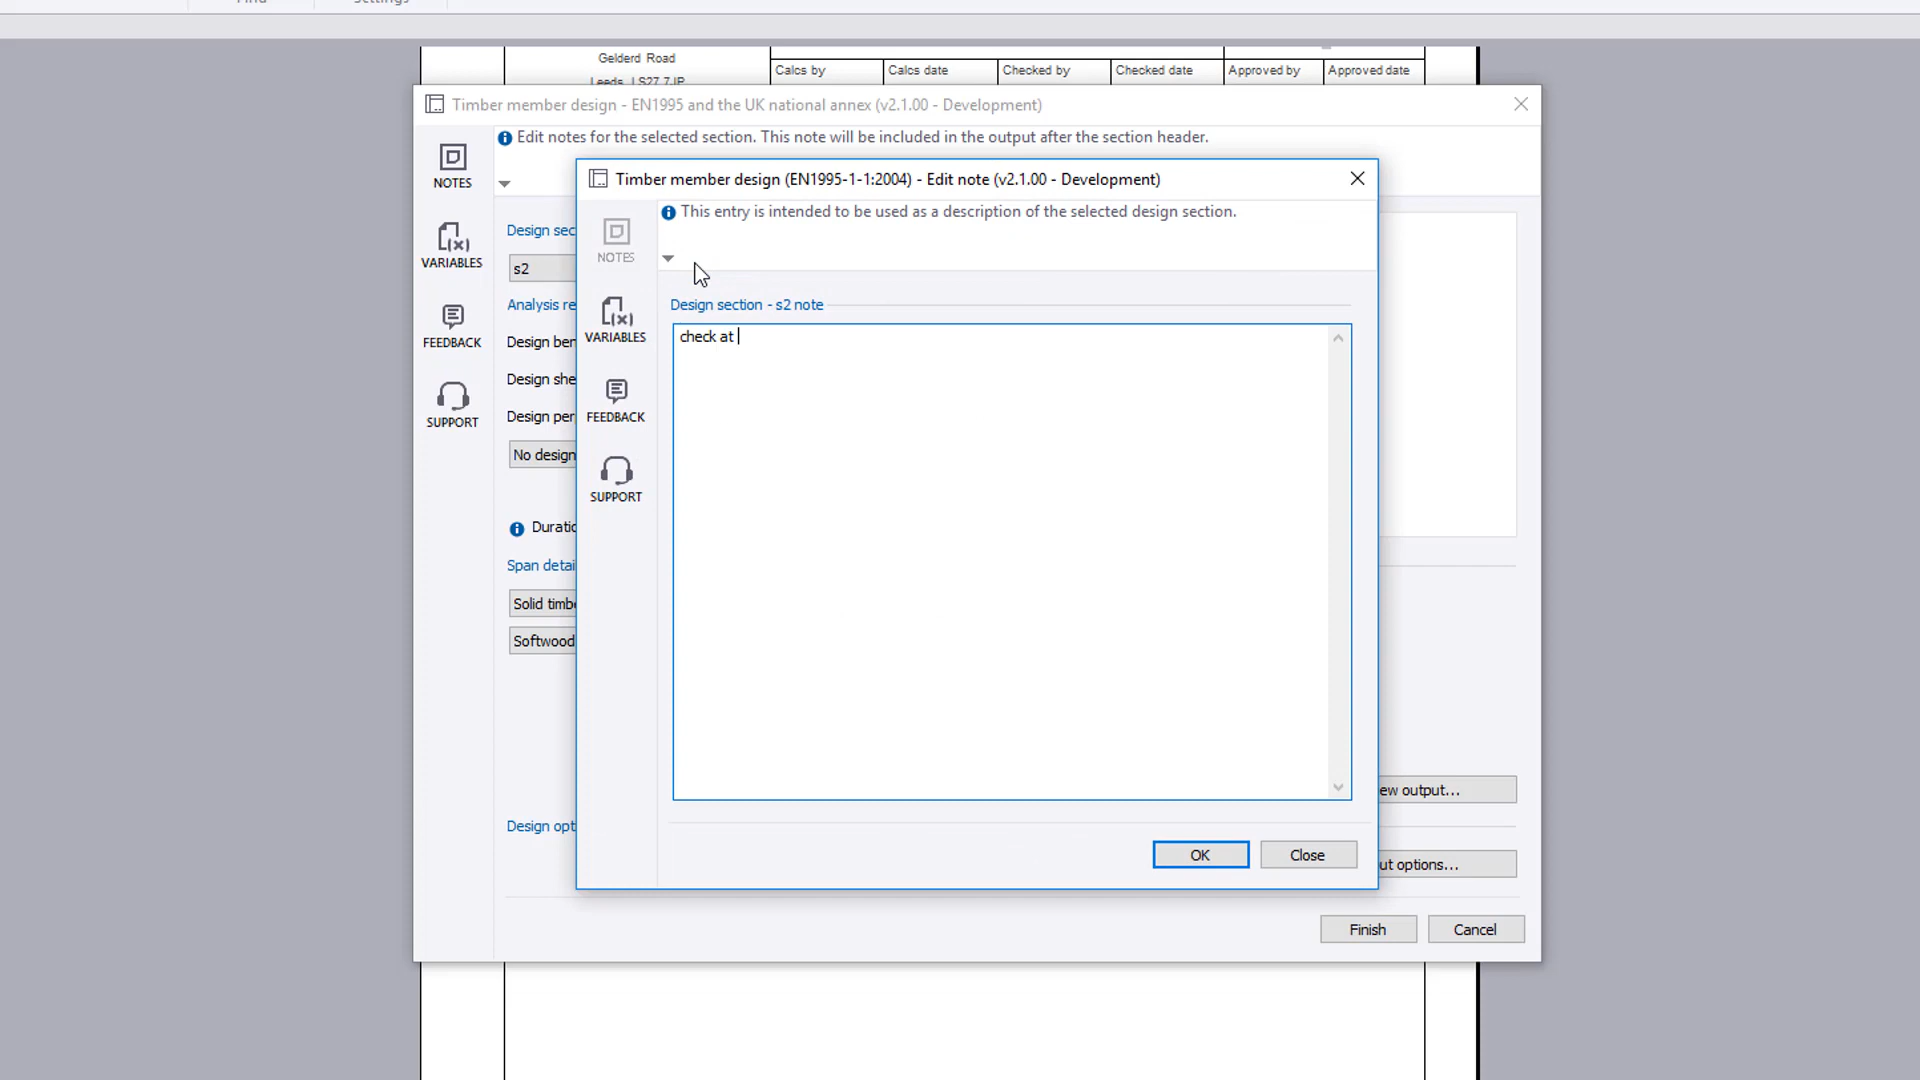 Settings
Gelderd Road
Calcs by
Calcs date
Checked by
Checked date
Approved by
Approved date
Timber member design - EN1995 and the UK national annex (v2.1.00 - Development)
NOTES
VARIABLES
FEEDBACK
SUPPORT
Edit notes for the selected section. This note will be included in the output after the section header.
Design sec
s2
Analysis re
Design ben
Design she
Design per
No design
Duratio
Span detai
Solid timbe
Softwood
Design opt
ew output...
ut options...
Finish
Cancel
Timber member design (EN1995-1-1:2004) - Edit note (v2.1.00 - Development)
NOTES
VARIABLES
FEEDBACK
SUPPORT
This entry is intended to be used as a description of the selected design section.
Design section - s2 note
check at
OK
Close